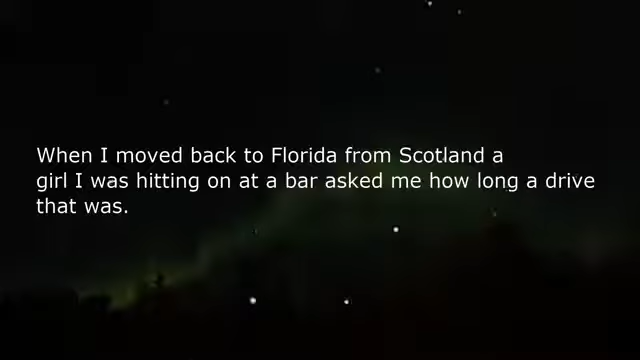 When I moved back to Florida from Scotland a
girl I was hitting on at a bar asked me how long a drive
that was.